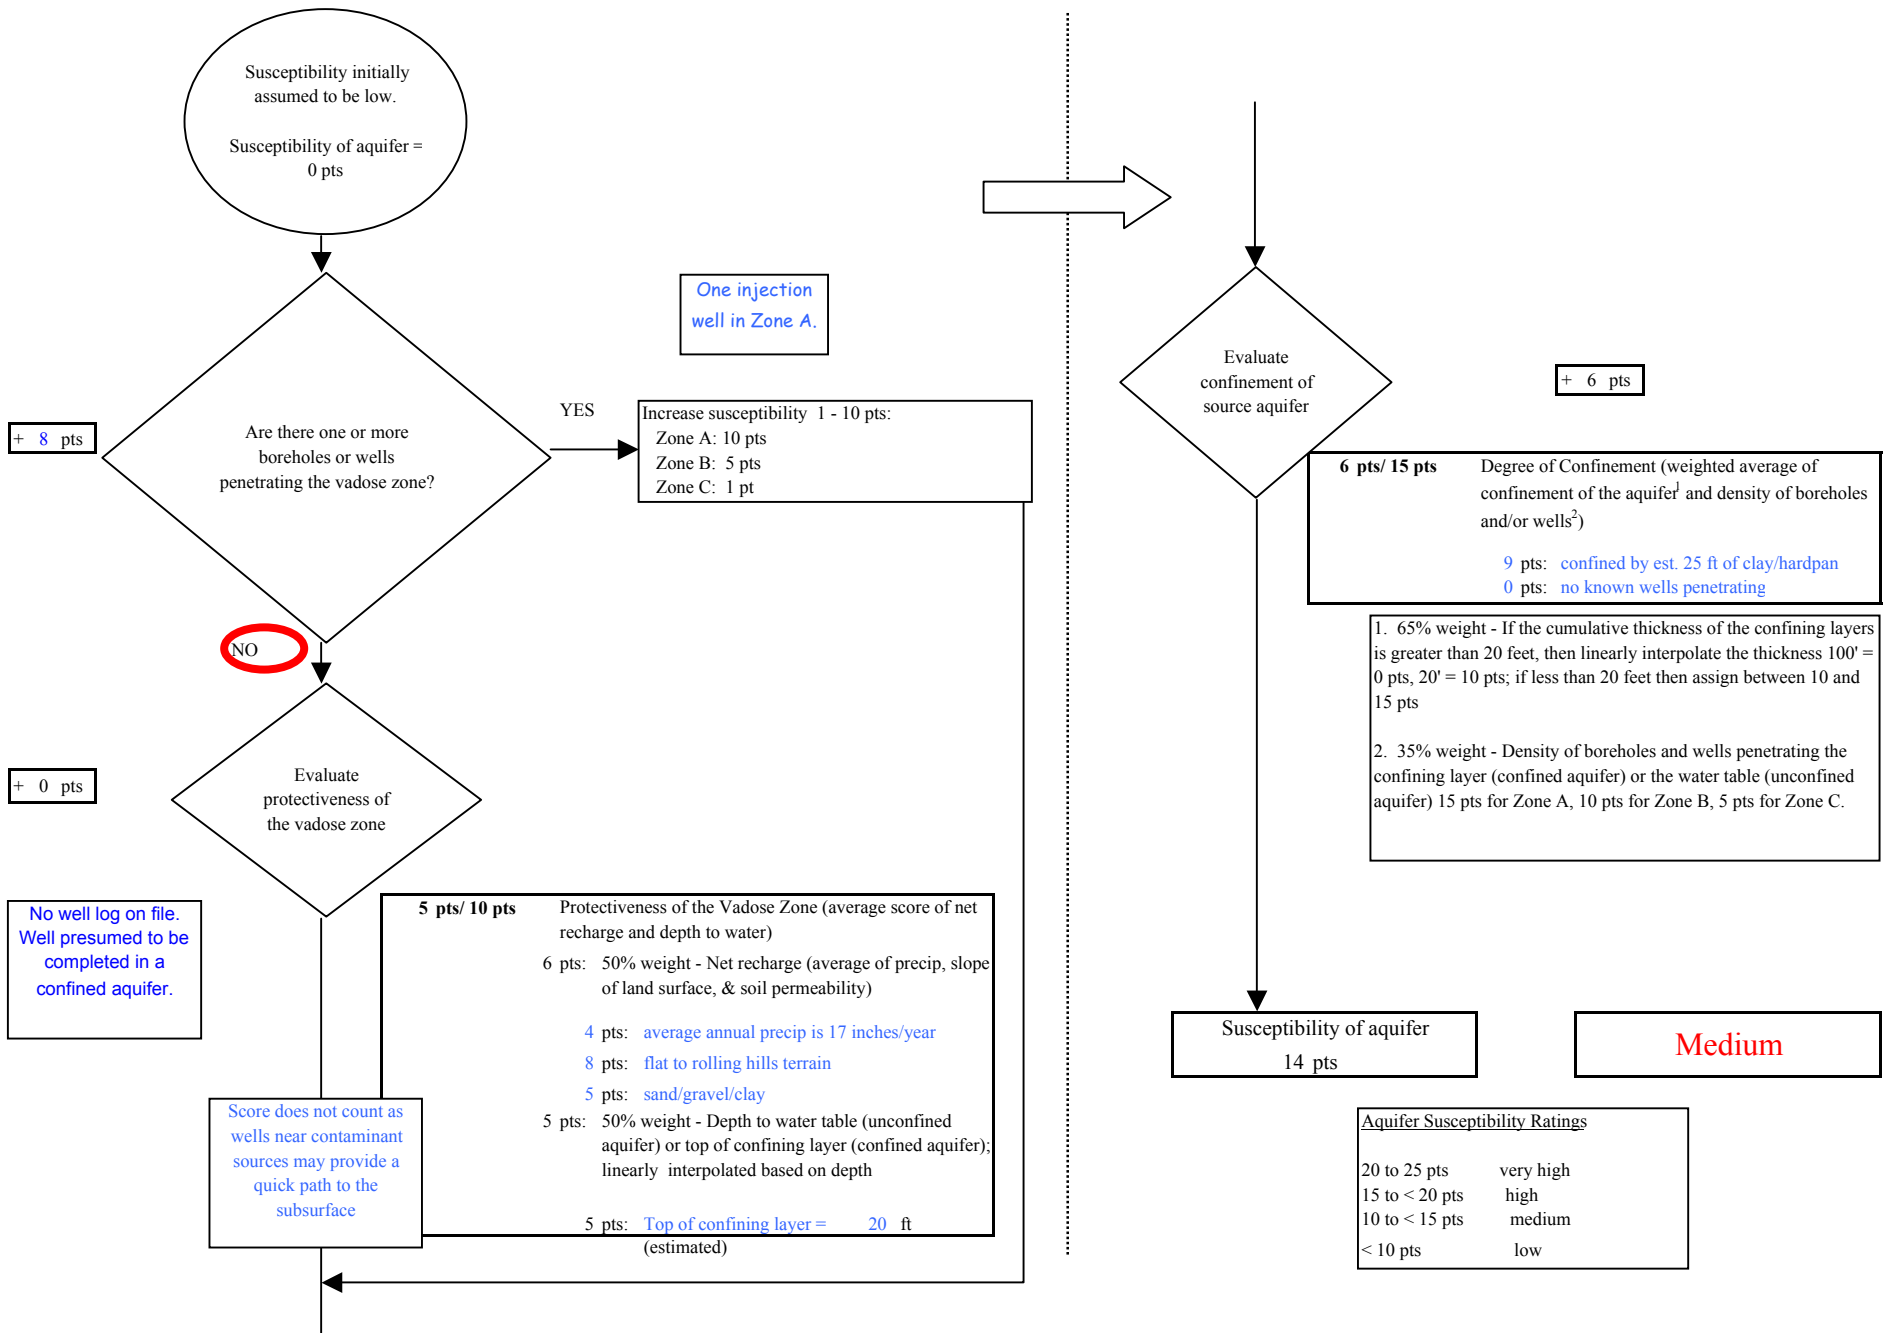 Susceptibility initially
assumed to be low.
Susceptibility of aquifer =
0 pts
One injection
well in Zone A.
+ 8 pts
Are there one or more
boreholes or wells
penetrating the vadose zone?
YES
Increase susceptibility 1 - 10 pts:
Zone A: 10 pts
Zone B: 5 pts
Zone C: 1 pt
NO
+ 0 pts
Evaluate
protectiveness of
the vadose zone
No well log on file.
Well presumed to be
completed in a
confined aquifer.
5 pts/ 10 pts Protectiveness of the Vadose Zone (average score of net
recharge and depth to water)
6 pts: 50% weight - Net recharge (average of precip, slope
of land surface, & soil permeability)
4 pts: average annual precip is 17 inches/year
8 pts: flat to rolling hills terrain
5 pts: sand/gravel/clay
5 pts: 50% weight - Depth to water table (unconfined
aquifer) or top of confining layer (confined aquifer);
linearly interpolated based on depth
5 pts: Top of confining layer = 20 ft
(estimated)
Score does not count as
wells near contaminant
sources may provide a
quick path to the
subsurface
Evaluate
confinement of
source aquifer
+ 6 pts
6 pts/ 15 pts Degree of Confinement (weighted average of
confinement of the aquifer1 and density of boreholes
and/or wells2)
9 pts: confined by est. 25 ft of clay/hardpan
0 pts: no known wells penetrating
1. 65% weight - If the cumulative thickness of the confining layers
is greater than 20 feet, then linearly interpolate the thickness 100' =
0 pts, 20' = 10 pts; if less than 20 feet then assign between 10 and
15 pts
2. 35% weight - Density of boreholes and wells penetrating the
confining layer (confined aquifer) or the water table (unconfined
aquifer) 15 pts for Zone A, 10 pts for Zone B, 5 pts for Zone C.
Susceptibility of aquifer
14 pts
Medium
Aquifer Susceptibility Ratings
20 to 25 pts very high
15 to < 20 pts high
10 to < 15 pts medium
< 10 pts low